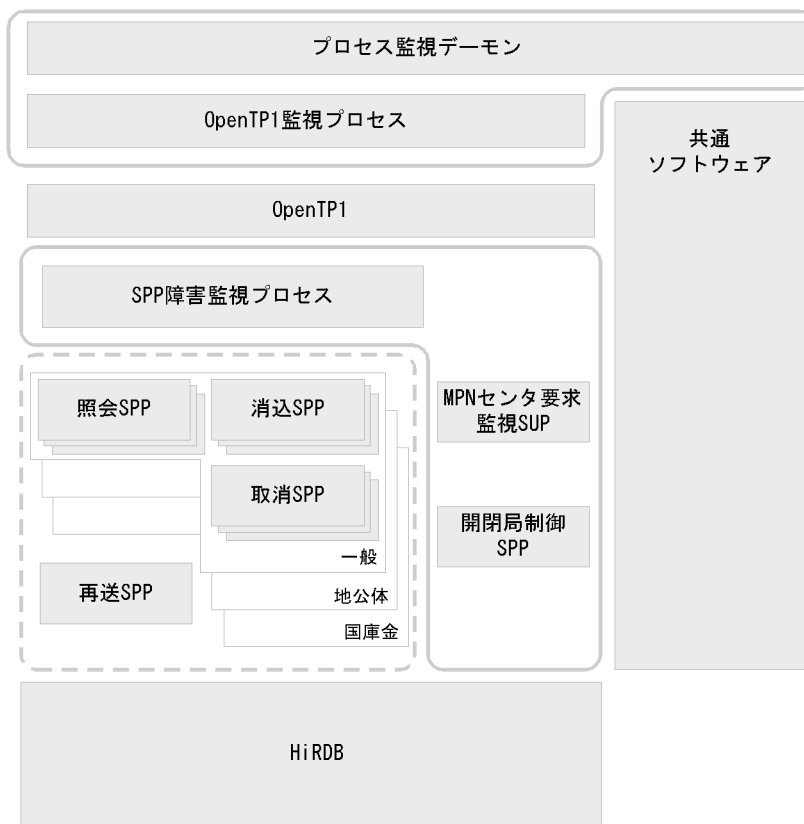 プロセス監視デーモン
OpenTP1監視プロセス
共通
ソフトウェア
OpenTP1
SPP障害監視プロセス
照会SPP
消込SPP
MPNセンタ要求
監視SUP
取消SPP
開閉局制御
SPP
一般
再送SPP
地公体
国庫金
HiRDB